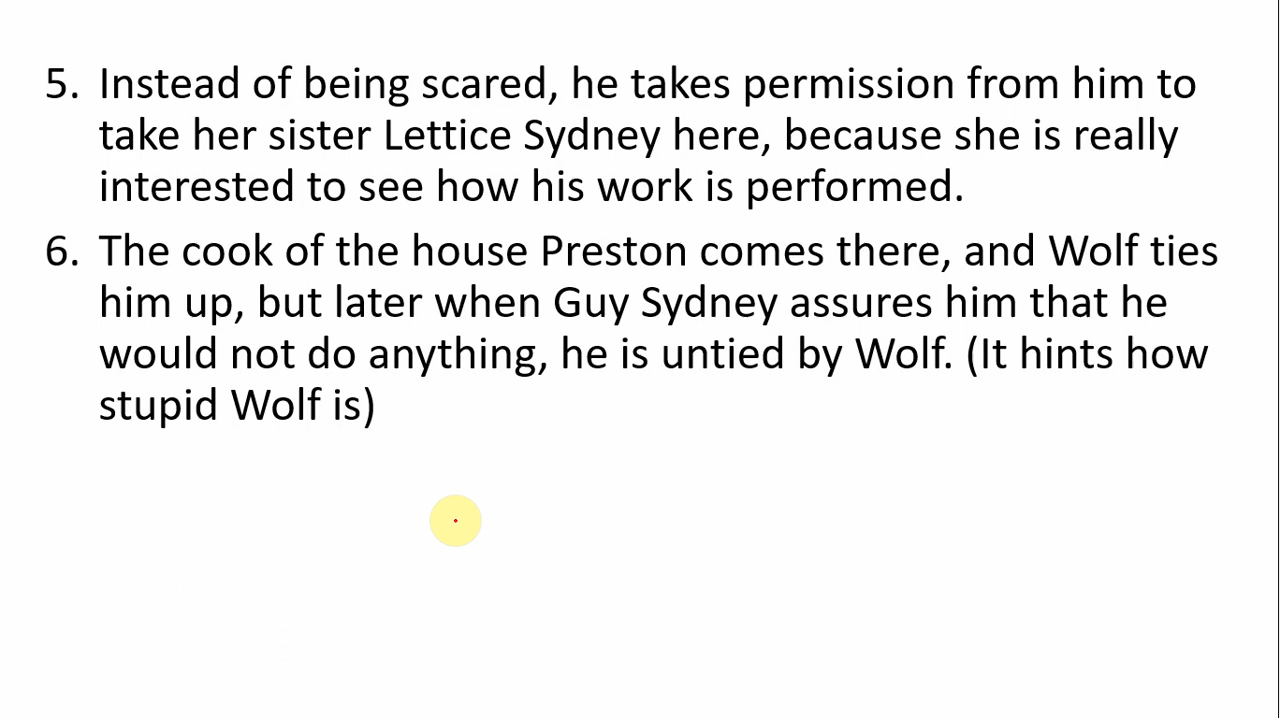 5. Instead of being scared, he takes permission from him to
take her sister Lettice Sydney here, because she is really
interested to see how his work is performed.
6. The cook of the house Preston comes there, and Wolf ties
him up, but later when Guy Sydney assures him that he
would not do anything, he is untied by Wolf. (It hints how
stupid Wolf is)